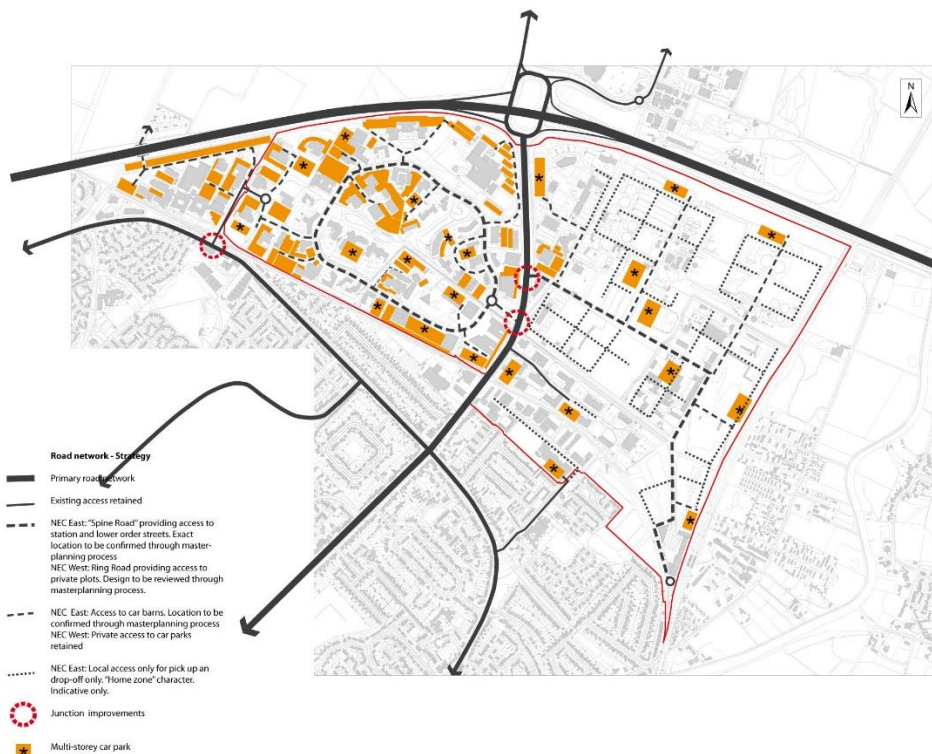 N
Road network - Strategy
Primary road network
Existing access retained
NEC East: "Spine Road" providing access to
station and lower order streets. Exact
location to be confirmed through master-
planning process
NEC West: Ring Road providing access to
private plots. Design to be reviewed through
masterplanning process.
NEC East: Access to car barns. Location to be
confirmed through masterplanning process
NEC West: Private access to car parks
retained
NEC East: Local access only for pick up an
drop-off only. "Home zone" character.
Indicative only.
Junction improvements
Multi-storey car park